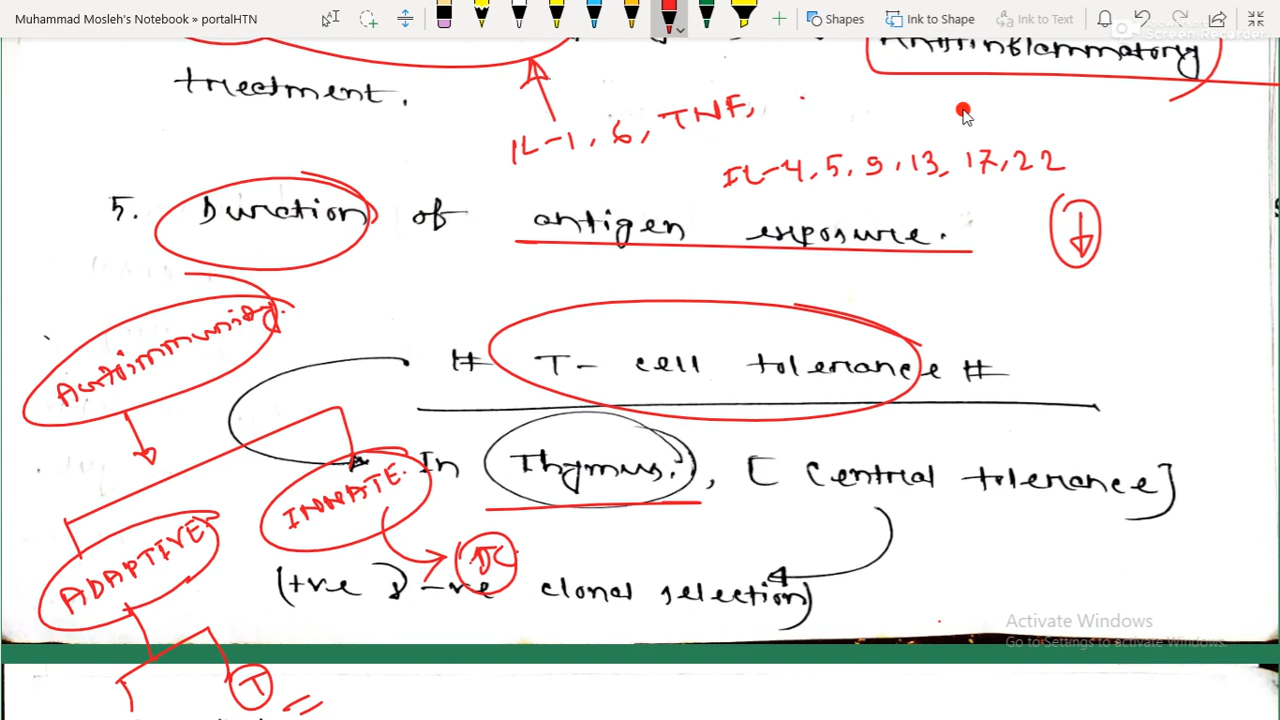 Muhammad Mosleh's Notebook » portalHTN
Shapes
Ink to Shape
Ink to Text
Screen Recorder
Antiinflammatory
treatment.
IL-1, 6, TNF,
IL-4, 5, 9, 13, 17, 22
5. Duration of antigen exposure. ↓
Autoimmunity.
# T-cell tolerance #
In Thymus, [Central tolerance]
INNATE.
DC
ADAPTIVE
(+ve & -ve clonal selection)
Activate Windows
Go to Settings to activate Windows.
T